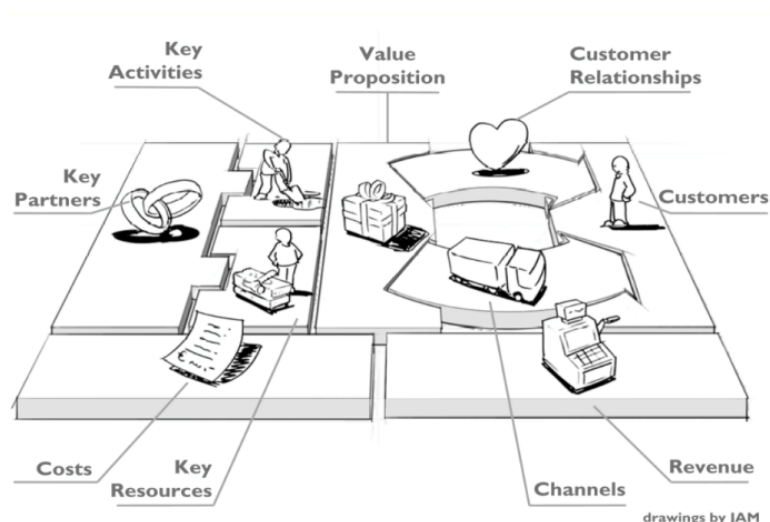 Key
Activities
Value
Proposition
Customer
Relationships
Key
Partners
Customers
Costs
Key
Resources
Channels
Revenue
drawings by JAM